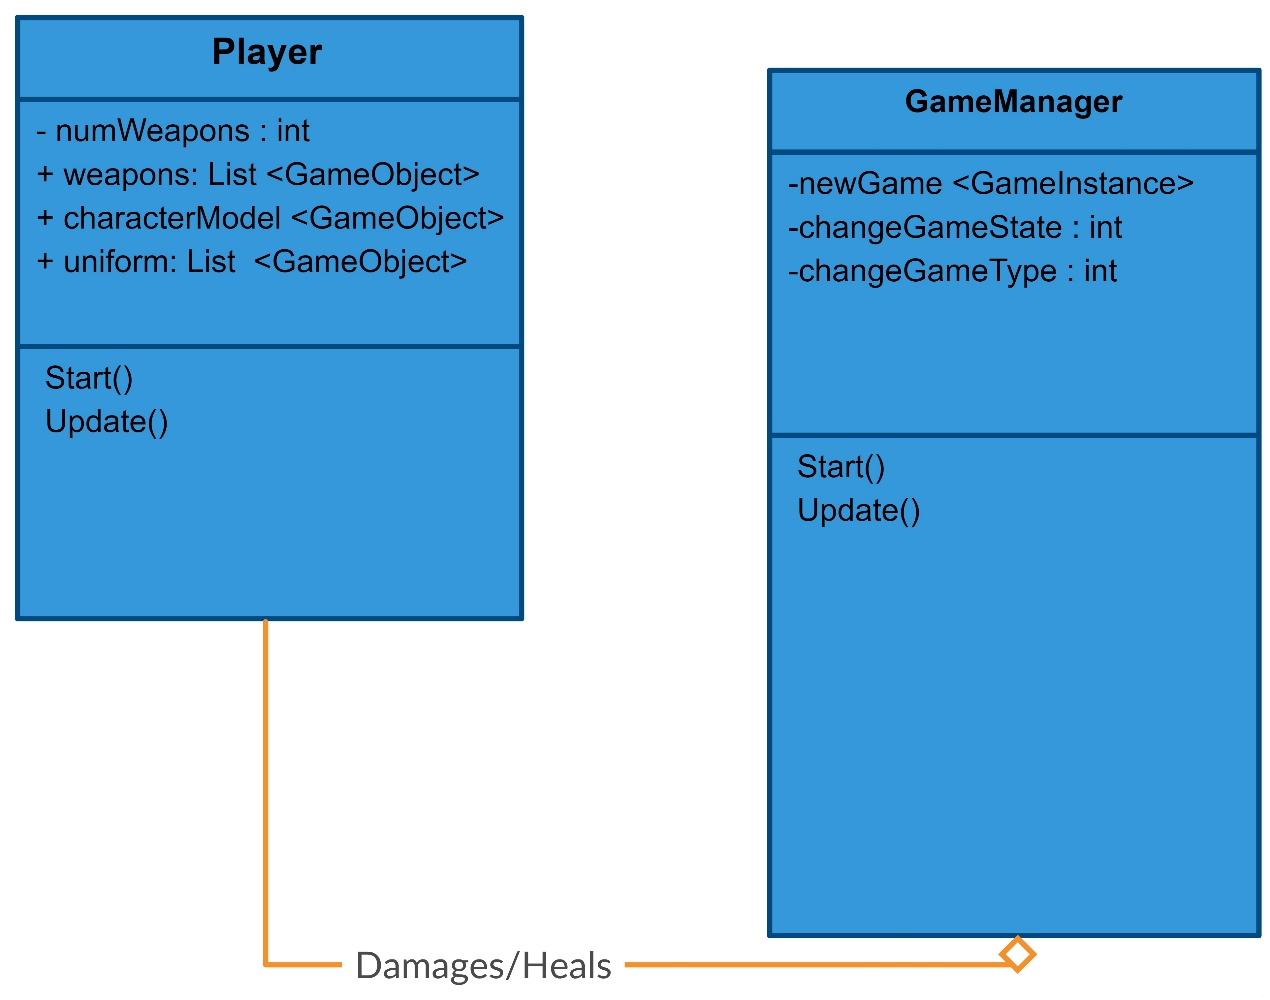 Player
- numWeapons : int
+ weapons: List <GameObject>
+ characterModel <GameObject>
+ uniform: List  <GameObject>
Start()
Update()
GameManager
-newGame <GameInstance>
-changeGameState : int
-changeGameType : int
Start()
Update()
Damages/Heals